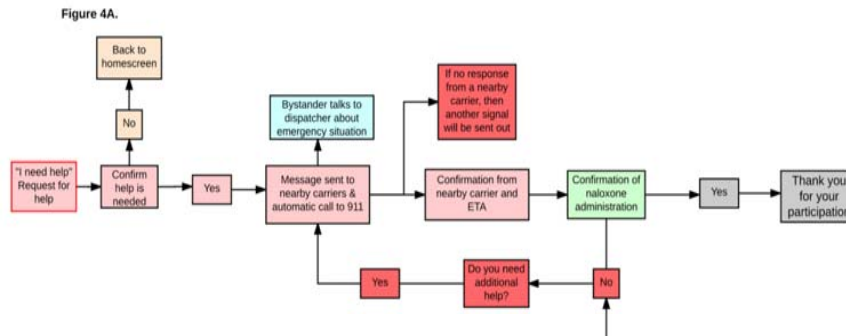 Figure 4A.
Back to
homescreen
No
"I need help"
Request for
help
Confirm
help is
needed
Yes
Bystander talks to
dispatcher about
emergency situation
Message sent to
nearby carriers &
automatic call to 911
If no response
from a nearby
carrier, then
another signal
will be sent out
Confirmation from
nearby carrier and
ETA
Confirmation of
naloxone
administration
Yes
Thank you
for your
participation
Yes
Do you need
additional
help?
No